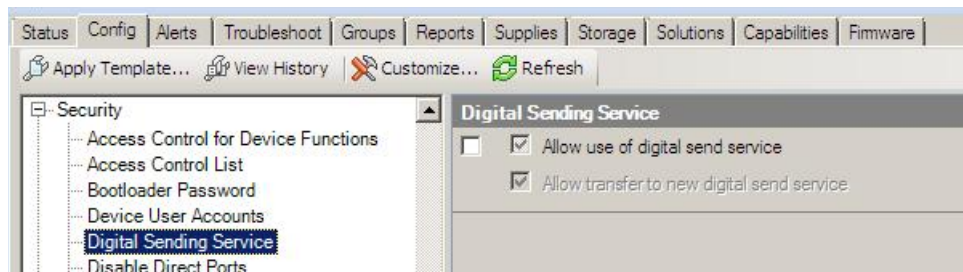 Status Config Alerts Troubleshoot Groups Reports Supplies Storage Solutions Capabilities Firmware
Apply Template... View History Customize... Refresh
Security
Access Control for Device Functions
Access Control List
Bootloader Password
Device User Accounts
Digital Sending Service
Disable Direct Ports
Digital Sending Service
Allow use of digital send service
Allow transfer to new digital send service